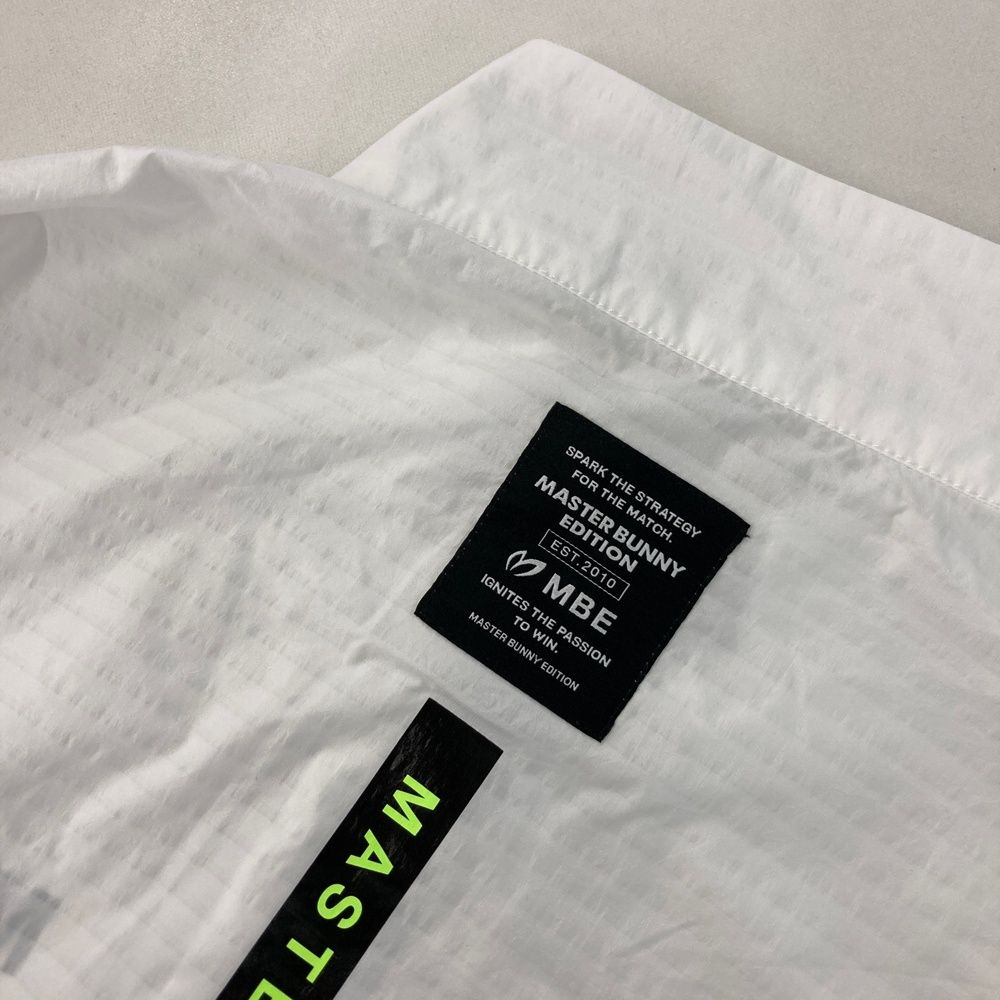 SPARK THE STRATEGY
FOR THE MATCH.
MASTER BUNNY
EDITION
EST.2010
MBE
IGNITES THE PASSION
TO WIN.
MASTER BUNNY EDITION
MASTE